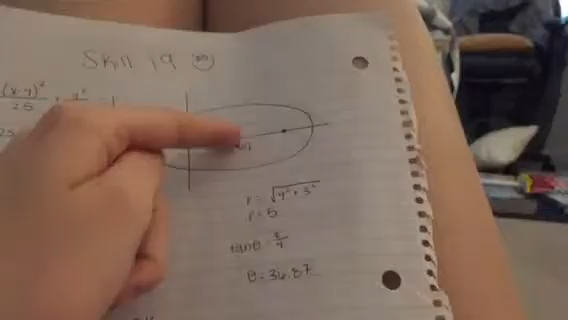 Skill 19
(x-4)²
25
r = √4²+3²
r = 5
tanθ = 3/4
θ = 36.87